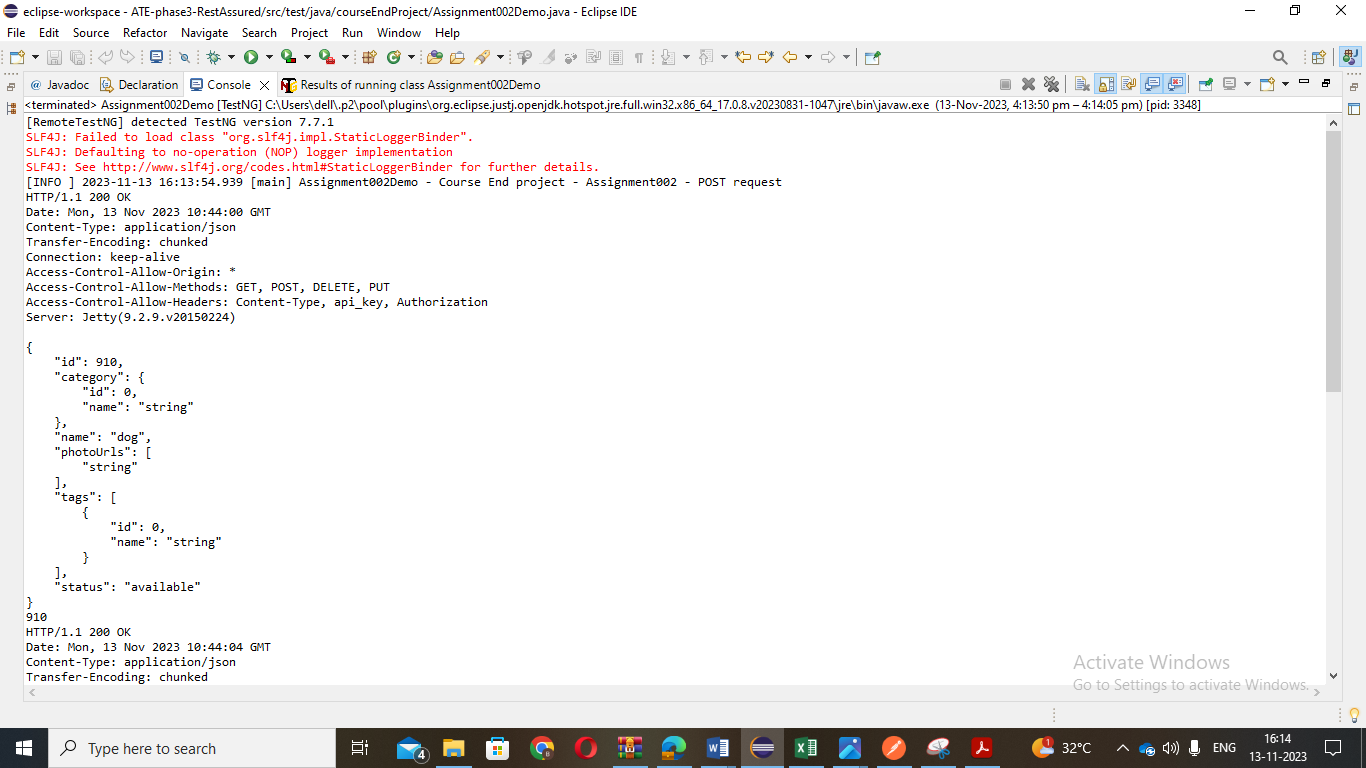 eclipse-workspace - ATE-phase3-RestAssured/src/test/java/courseEndProject/Assignment002Demo.java - Eclipse IDE
File Edit Source Refactor Navigate Search Project Run Window Help
@ Javadoc Declaration Console Results of running class Assignment002Demo
<terminated> Assignment002Demo [TestNG] C:\Users\dell\.p2\pool\plugins\org.eclipse.justj.openjdk.hotspot.jre.full.win32.x86_64_17.0.8.v20230831-1047\jre\bin\javaw.exe (13-Nov-2023, 4:13:50 pm – 4:14:05 pm) [pid: 3348]
[RemoteTestNG] detected TestNG version 7.7.1
SLF4J: Failed to load class "org.slf4j.impl.StaticLoggerBinder".
SLF4J: Defaulting to no-operation (NOP) logger implementation
SLF4J: See http://www.slf4j.org/codes.html#StaticLoggerBinder for further details.
[INFO ] 2023-11-13 16:13:54.939 [main] Assignment002Demo - Course End project - Assignment002 - POST request
HTTP/1.1 200 OK
Date: Mon, 13 Nov 2023 10:44:00 GMT
Content-Type: application/json
Transfer-Encoding: chunked
Connection: keep-alive
Access-Control-Allow-Origin: *
Access-Control-Allow-Methods: GET, POST, DELETE, PUT
Access-Control-Allow-Headers: Content-Type, api_key, Authorization
Server: Jetty(9.2.9.v20150224)
{
    "id": 910,
    "category": {
        "id": 0,
        "name": "string"
    },
    "name": "dog",
    "photoUrls": [
        "string"
    ],
    "tags": [
        {
            "id": 0,
            "name": "string"
        }
    ],
    "status": "available"
}
910
HTTP/1.1 200 OK
Date: Mon, 13 Nov 2023 10:44:04 GMT
Content-Type: application/json
Transfer-Encoding: chunked
Activate Windows
Go to Settings to activate Windows.
Type here to search
4
1
32°C
ENG
16:14
13-11-2023